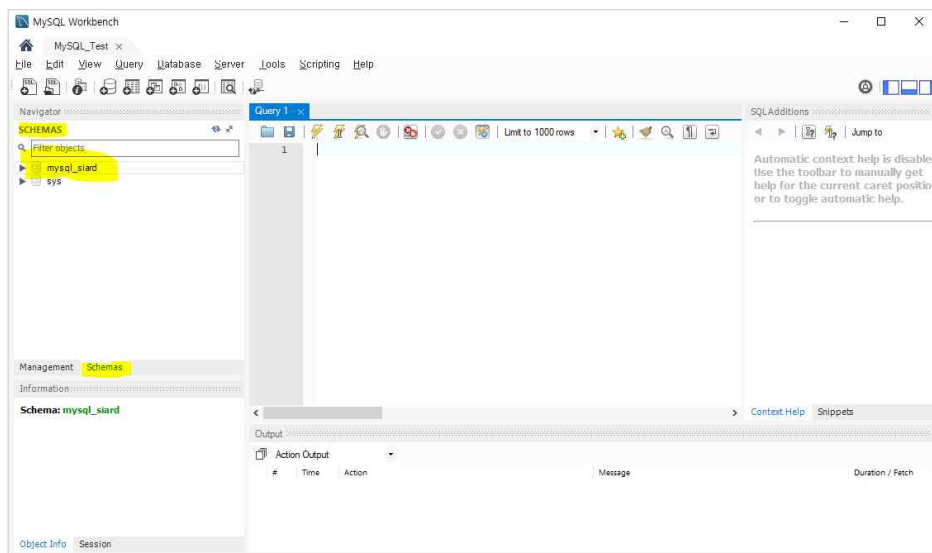 MySQL Workbench
MySQL_Test
File Edit View Query Database Server Tools Scripting Help
Navigator
SCHEMAS
Filter objects
mysql_siard
sys
Management Schemas
Information
Schema: mysql_siard
Object Info Session
Query 1
Limit to 1000 rows
1
Output
Action Output
# Time Action Message Duration / Fetch
SQL Additions
Jump to
Automatic context help is disable
Use the toolbar to manually get
help for the current caret positio
or to toggle automatic help.
Context Help Snippets